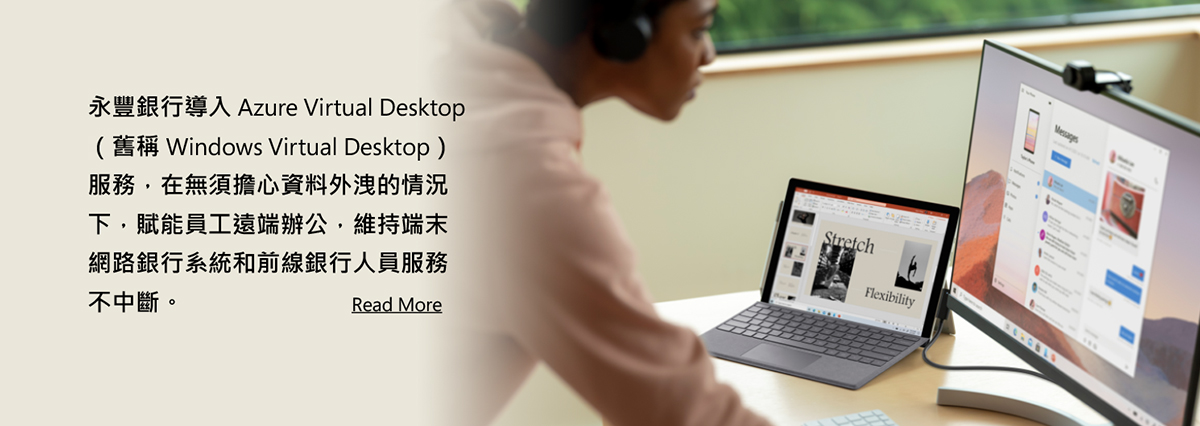 永豐銀行導入 Azure Virtual Desktop
（舊稱 Windows Virtual Desktop）
服務，在無須擔心資料外洩的情況
下，賦能員工遠端辦公，維持端末
網路銀行系統和前線銀行人員服務
不中斷。
Read More
Stretch
Flexibility
Messages